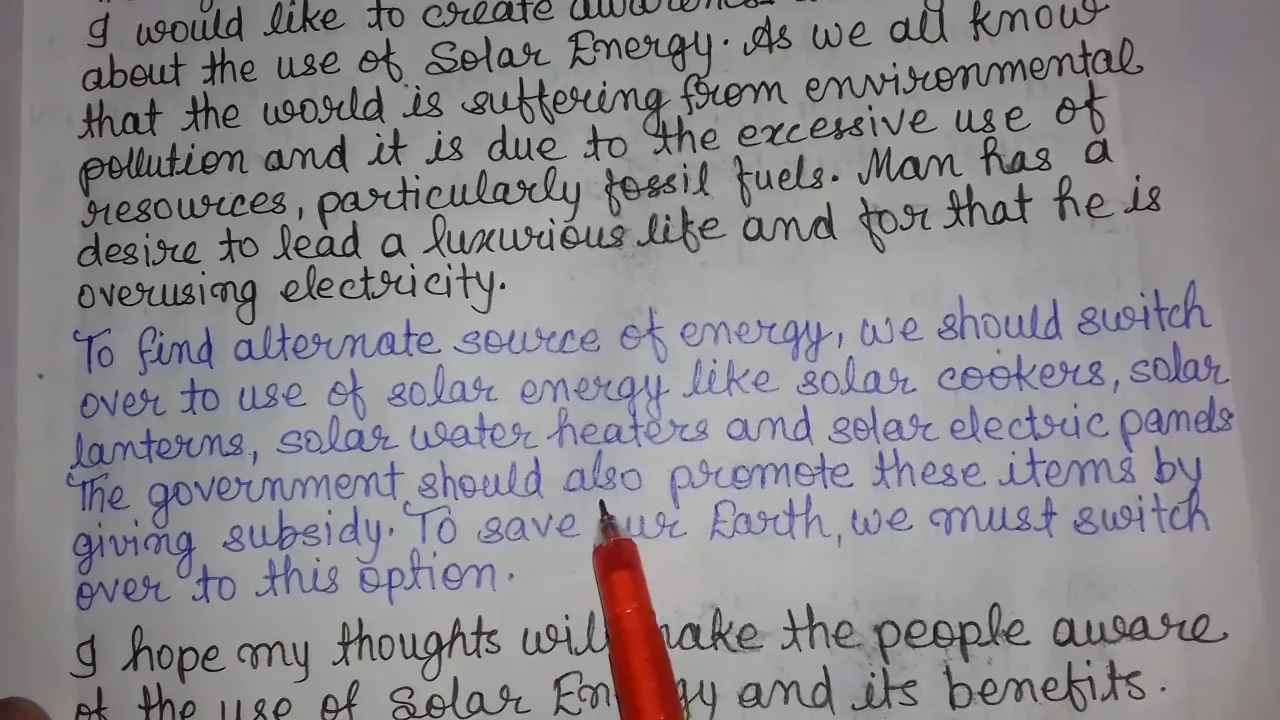 I would like to create awareness
about the use of Solar Energy. As we all know
that the world is suffering from environmental
pollution and it is due to the excessive use of
resources, particularly fossil fuels. Man has a
desire to lead a luxurious life and for that he is
overusing electricity.
To find alternate source of energy, we should switch
over to use of solar energy like solar cookers, solar
lanterns, solar water heaters and solar electric panels
The government should also promote these items by
giving subsidy. To save our Earth, we must switch
over to this option.
I hope my thoughts will make the people aware
of the use of Solar Energy and its benefits.